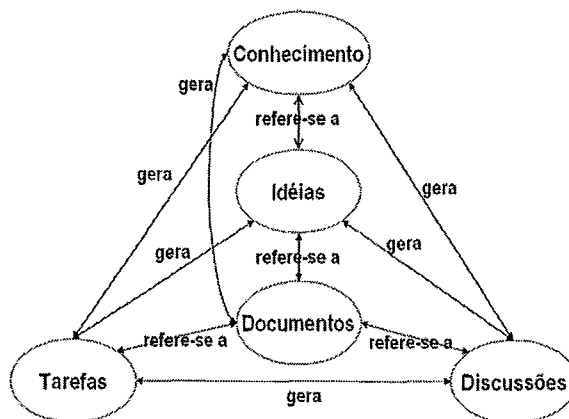 Conhecimento
gera
refere-se a
gera
gera
Idéias
gera
gera
refere-se a
Documentos
refere-se a
refere-se a
Tarefas
gera
Discussões